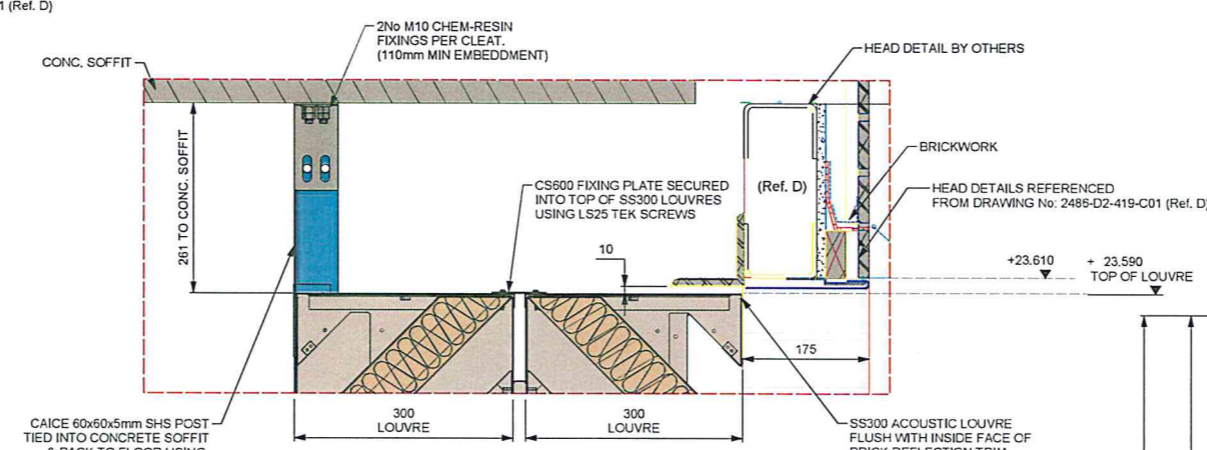 1 (Ref. D)
2No M10 CHEM-RESIN
FIXINGS PER CLEAT.
(110mm MIN EMBEDDMENT)
CONC. SOFFIT
HEAD DETAIL BY OTHERS
261 TO CONC. SOFFIT
BRICKWORK
CS600 FIXING PLATE SECURED
INTO TOP OF SS300 LOUVRES
USING LS25 TEK SCREWS
(Ref. D)
HEAD DETAILS REFERENCED
FROM DRAWING No: 2486-D2-419-C01 (Ref. D)
10
+23.610
+ 23.590
TOP OF LOUVRE
175
300
LOUVRE
300
LOUVRE
CAICE 60x60x5mm SHS POST
TIED INTO CONCRETE SOFFIT
& BACK TO FLOOR USING
SS300 ACOUSTIC LOUVRE
FLUSH WITH INSIDE FACE OF